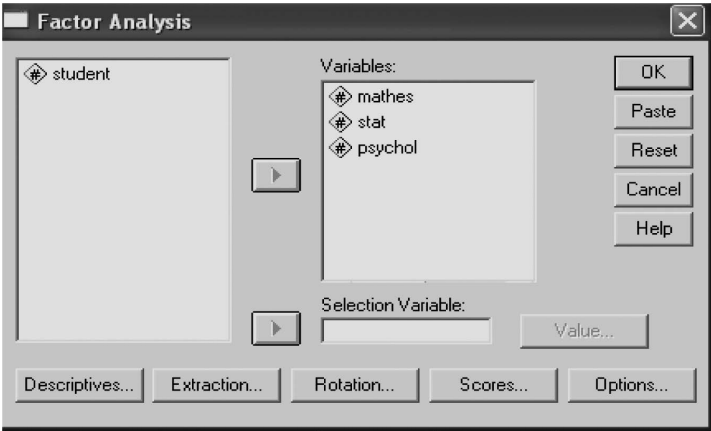 Factor Analysis
student
Variables:
mathes
stat
psychol
OK
Paste
Reset
Cancel
Help
Selection Variable:
Value...
Descriptives...
Extraction...
Rotation...
Scores...
Options...